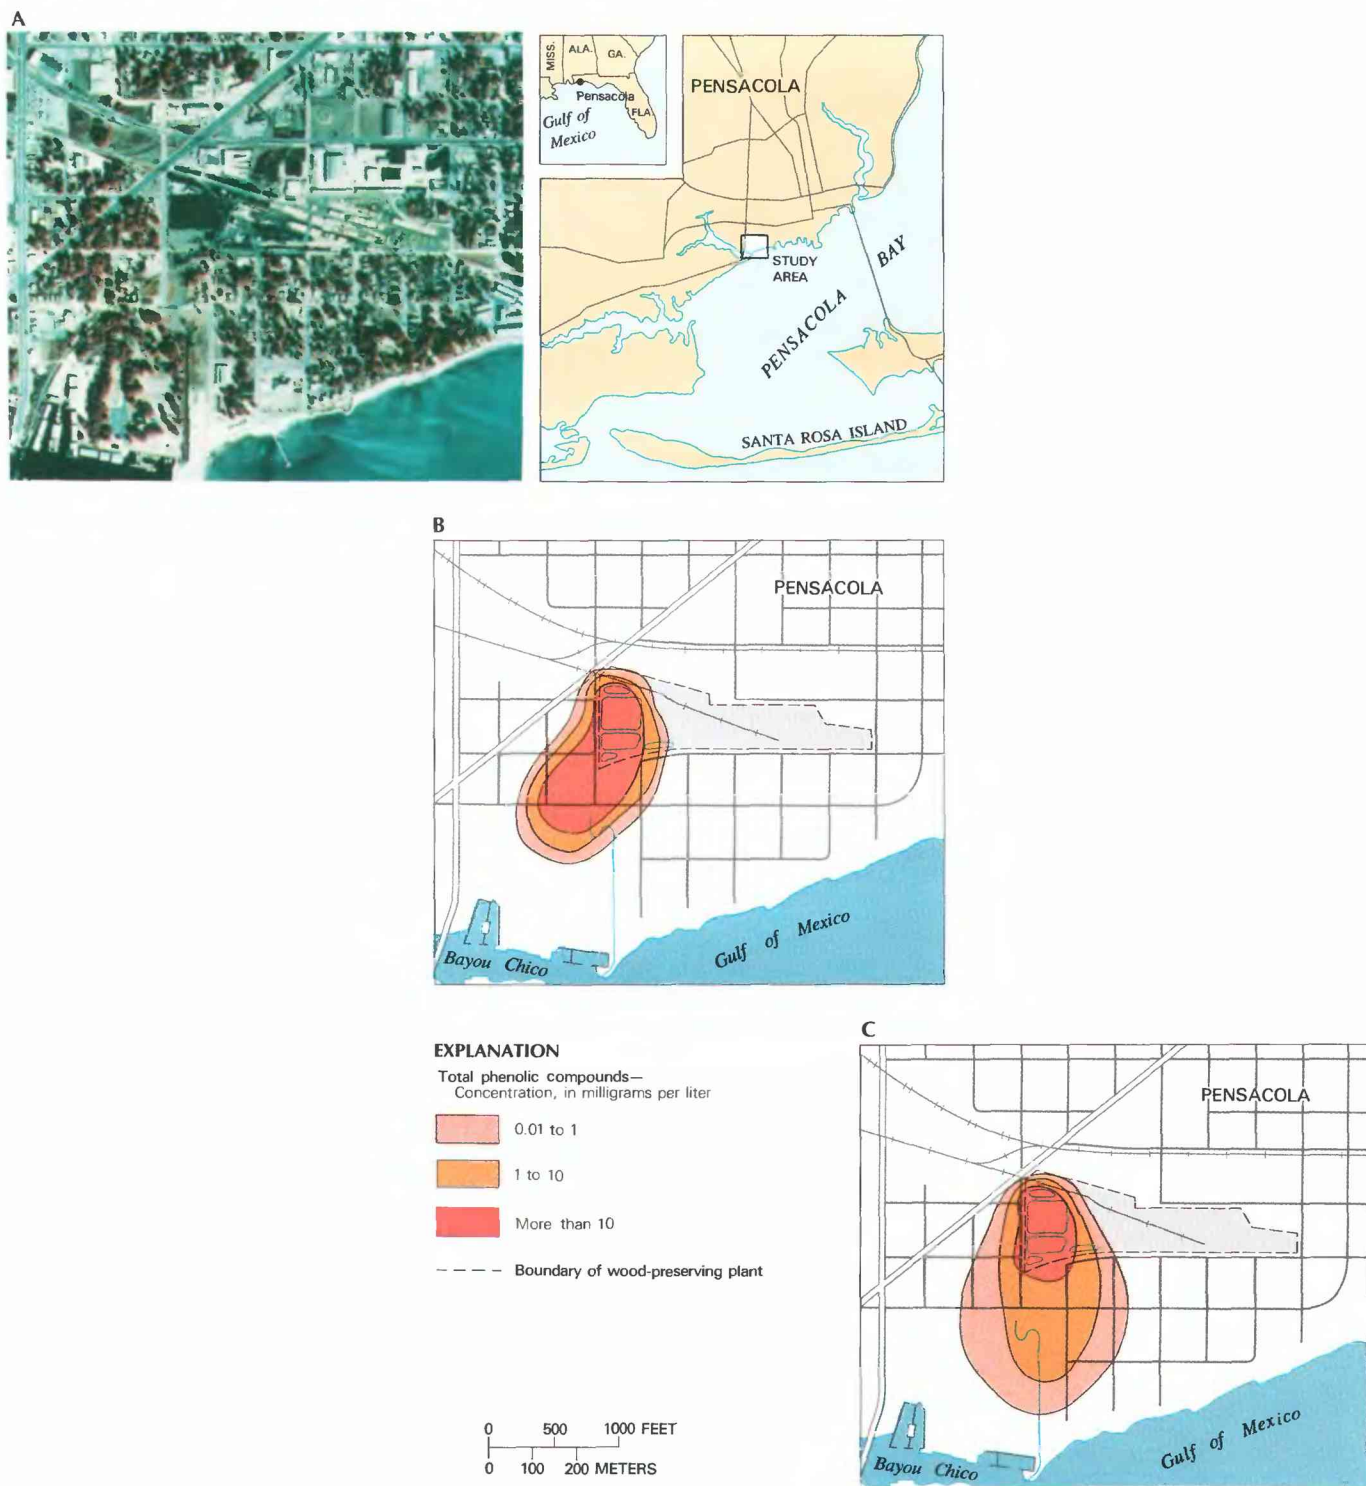 A
MISS.
ALA.
GA.
Pensacola
FLA.
Gulf of
Mexico
PENSACOLA
STUDY
AREA
PENSACOLA
BAY
SANTA ROSA ISLAND
B
PENSACOLA
Gulf of Mexico
Bayou Chico
EXPLANATION
Total phenolic compounds—
Concentration, in milligrams per liter
0.01 to 1
1 to 10
More than 10
Boundary of wood-preserving plant
0 500 1000 FEET
0 100 200 METERS
C
PENSACOLA
Gulf of Mexico
Bayou Chico